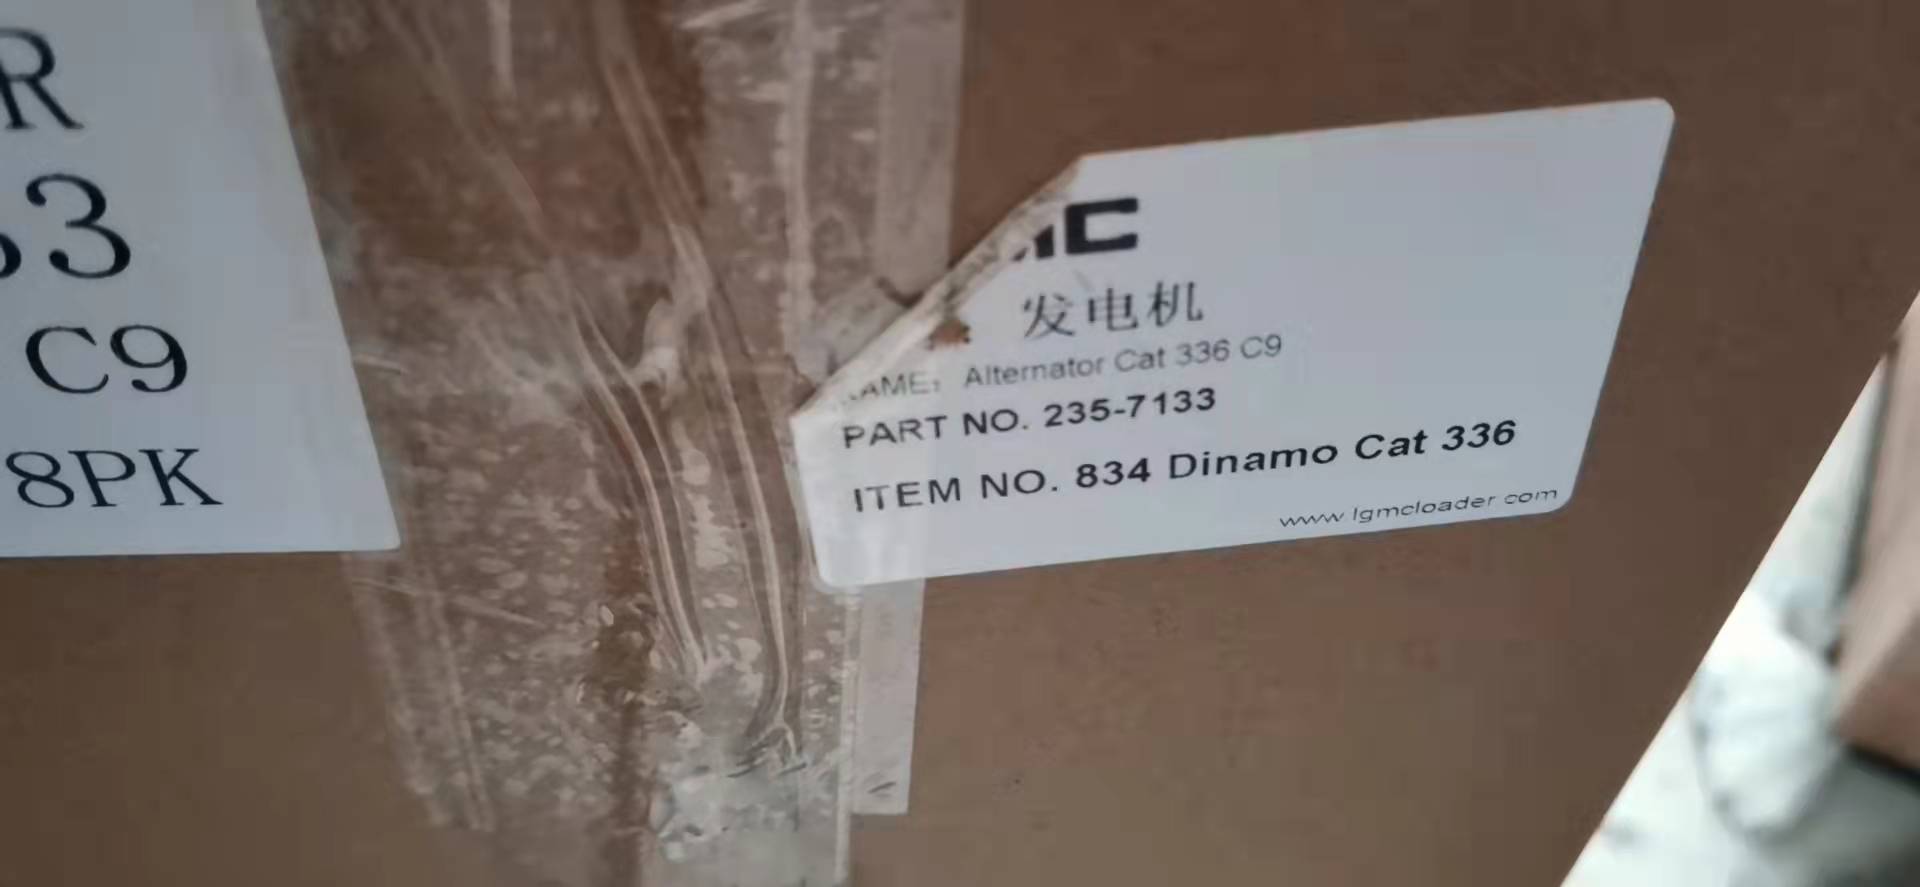 R
3
C9
8PK
发电机
Alternator Cat 336 C9
PART NO. 235-7133
ITEM NO. 834 Dinamo Cat 336
www.lgmcloader.com